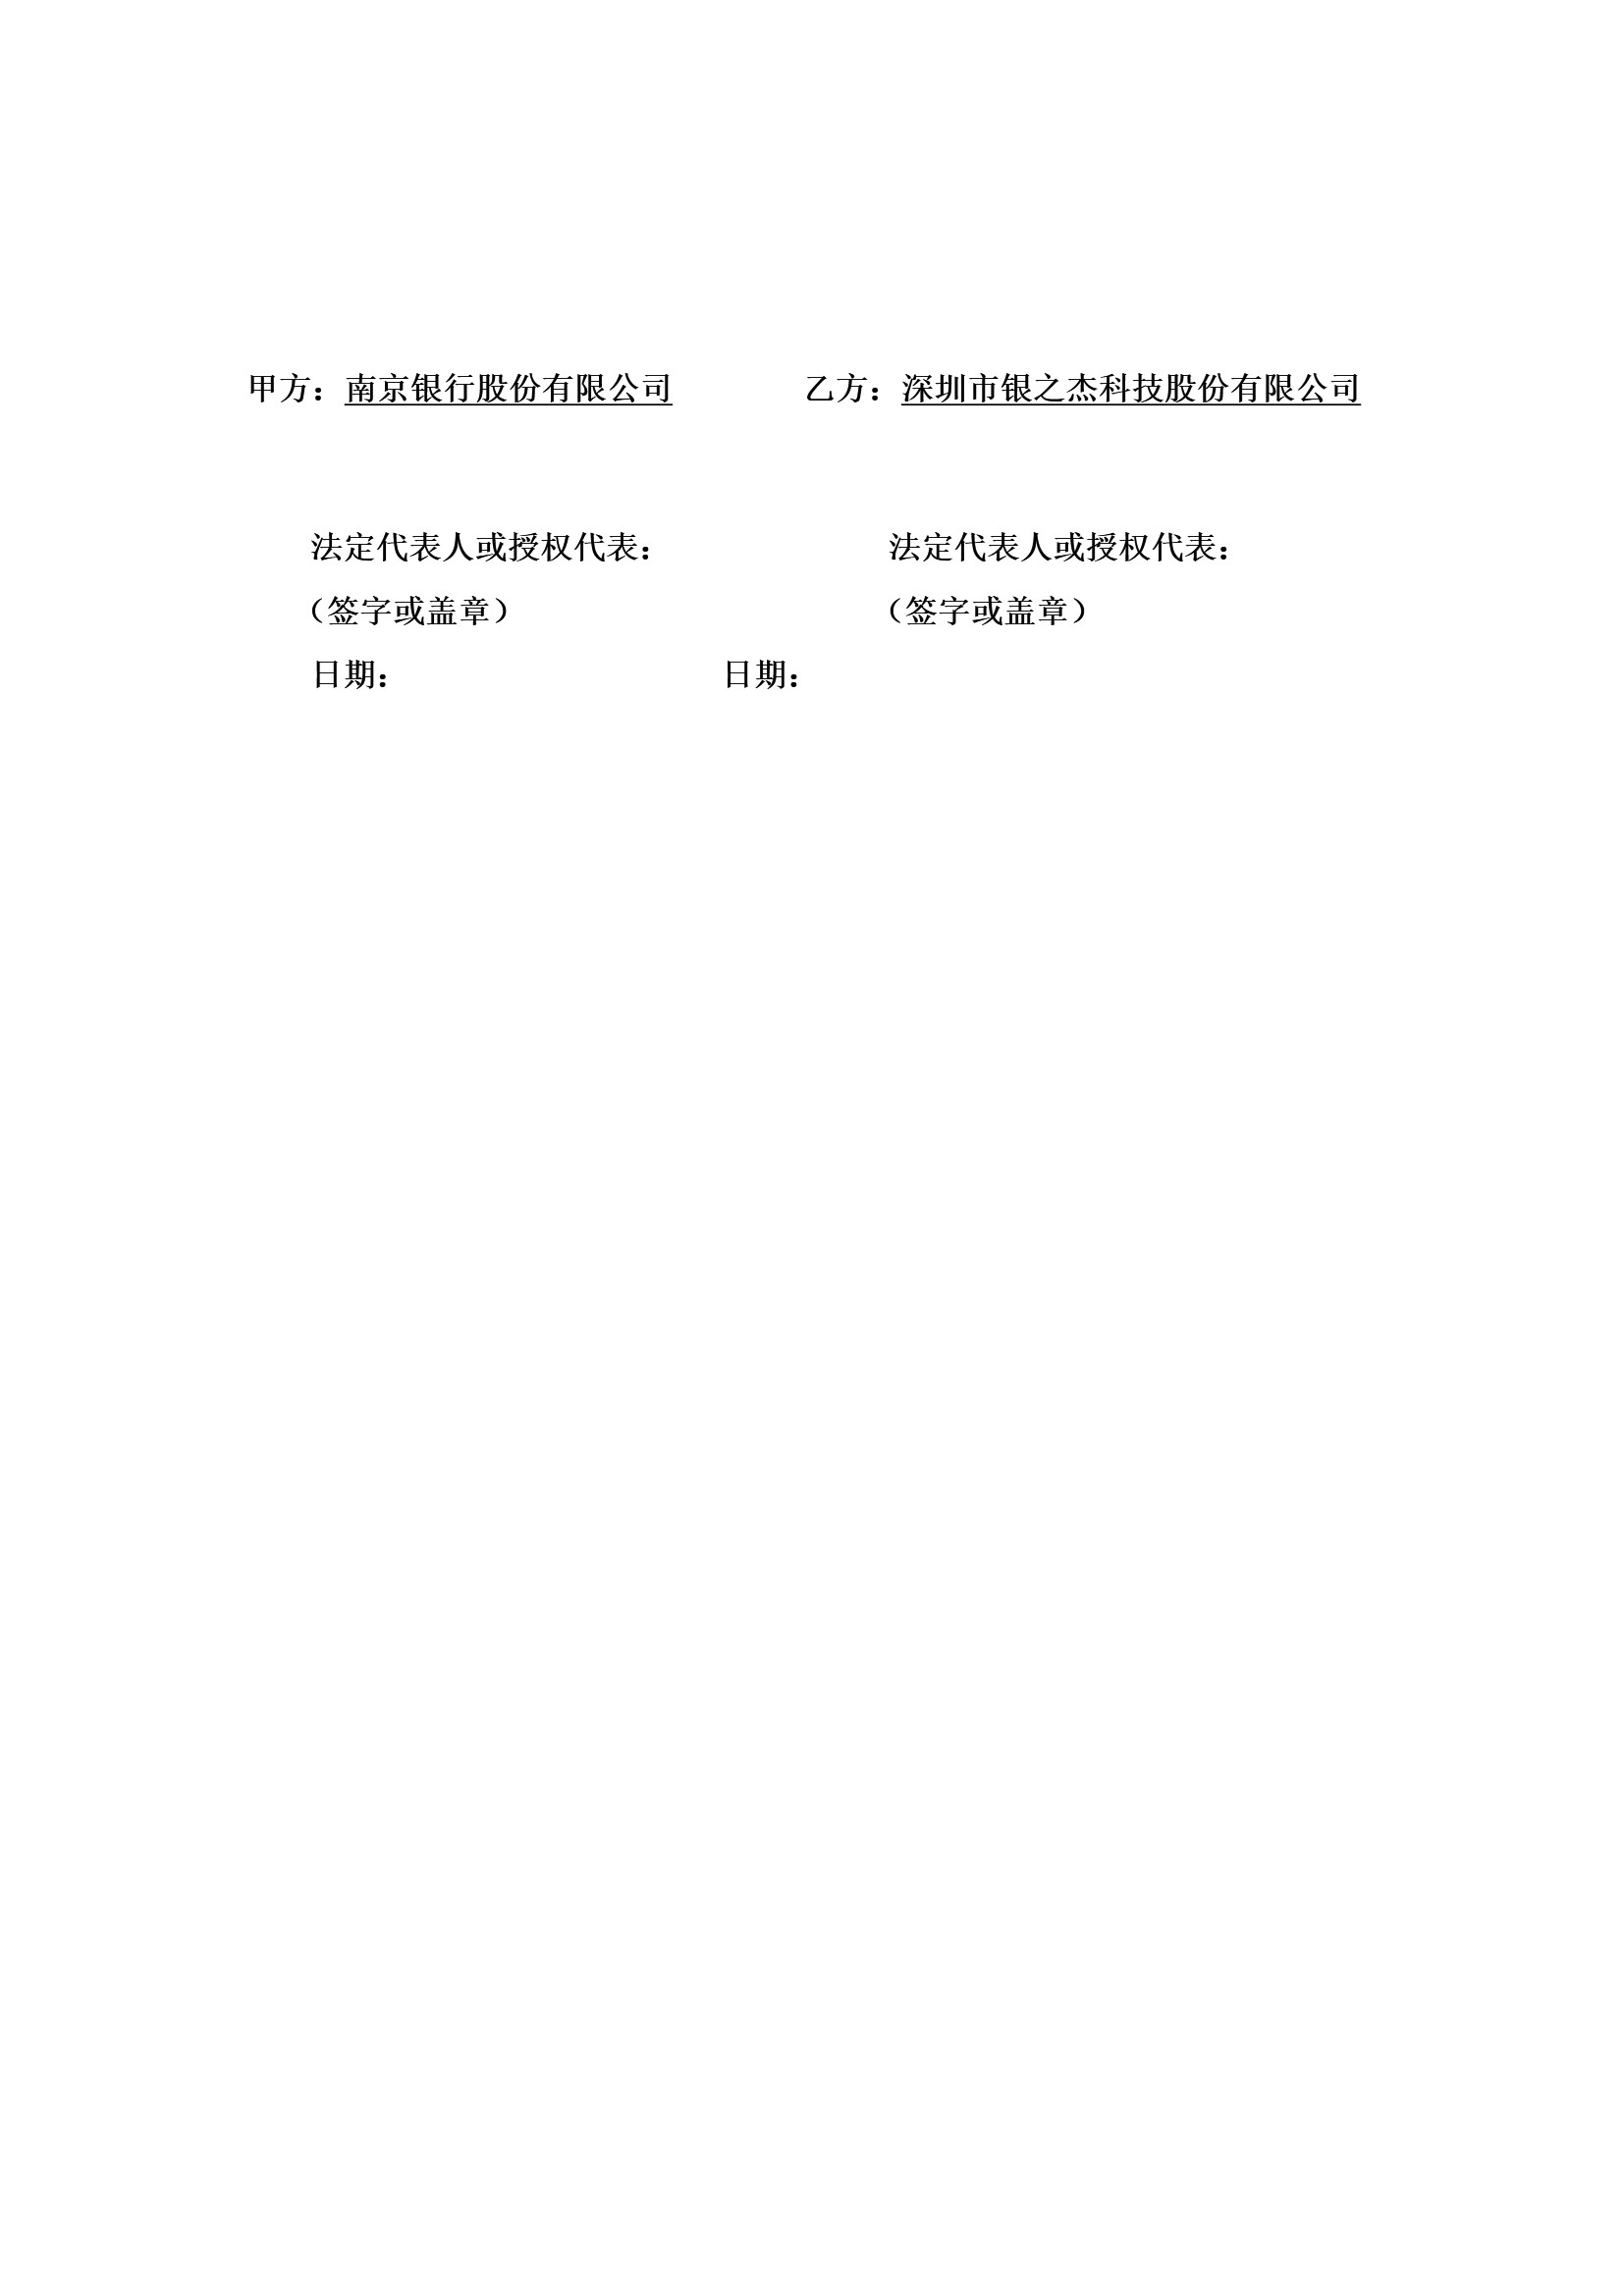 甲方：南京银行股份有限公司 乙方：深圳市银之杰科技股份有限公司
法定代表人或授权代表： 法定代表人或授权代表：
（签字或盖章） （签字或盖章）
日期： 日期：